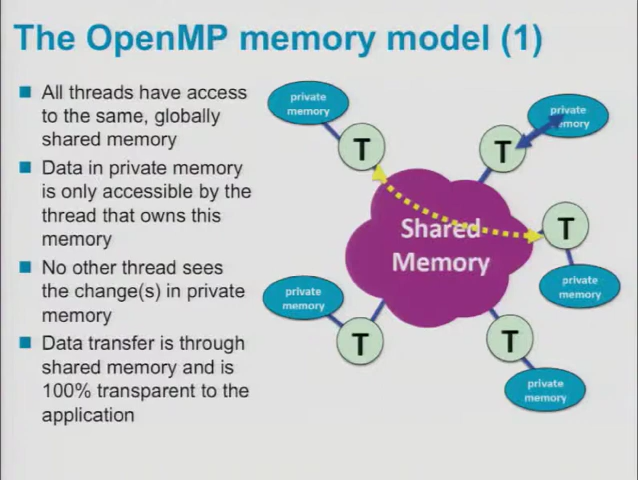 The OpenMP memory model (1)
All threads have access
to the same, globally
shared memory
Data in private memory
is only accessible by the
thread that owns this
memory
No other thread sees
the change(s) in private
memory
Data transfer is through
shared memory and is
100% transparent to the
application
private
memory
T
private
memory
T
T
private
memory
Shared
Memory
private
memory
T
T
private
memory